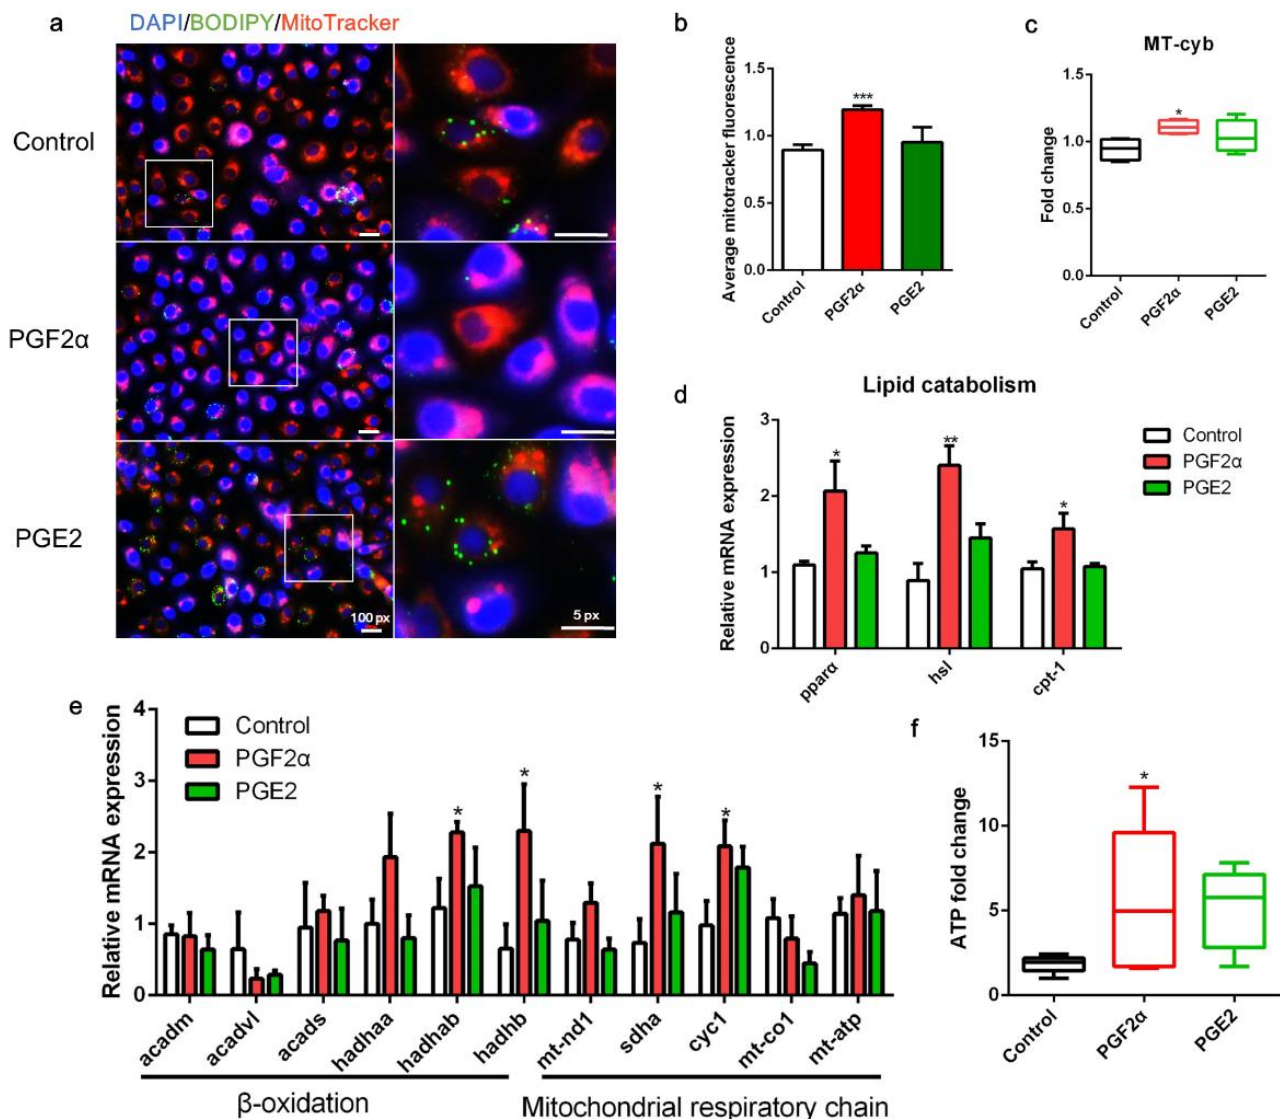 a
DAPI/BODIPY/MitoTracker
Control
PGF2α
PGE2
100 px
5 px
b
Average mitotracker fluorescence
1.5
1.0
0.5
0.0
***
Control
PGF2α
PGE2
c
MT-cyb
Fold change
1.5
1.0
0.5
0.0
*
Control
PGF2α
PGE2
d
Lipid catabolism
Relative mRNA expression
3
2
1
0
*
**
*
pparα
hsl
cpt-1
Control
PGF2α
PGE2
e
Relative mRNA expression
4
3
2
1
0
Control
PGF2α
PGE2
*
*
*
*
acadm
acadvl
acads
hadhaa
hadhab
hadhb
mt-nd1
sdha
cyc1
mt-co1
mt-atp
β-oxidation
Mitochondrial respiratory chain
f
ATP fold change
15
10
5
0
*
Control
PGF2α
PGE2